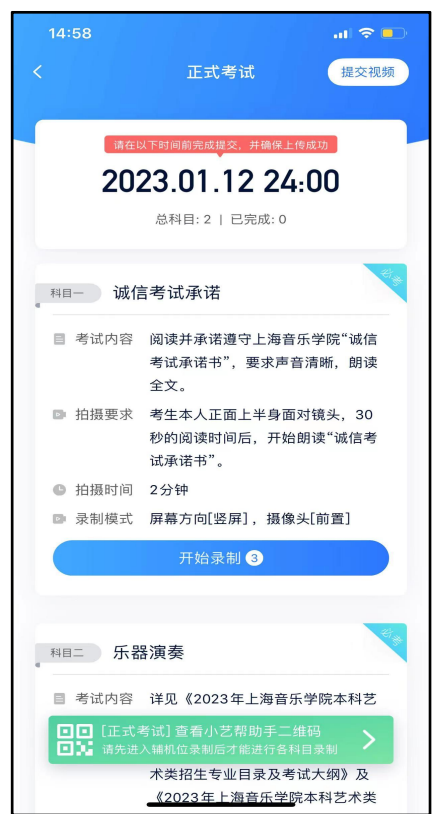 14:58
正式考试
提交视频
请在以下时间前完成提交，并确保上传成功
2023.01.12 24:00
总科目: 2 | 已完成: 0
必考
科目一 诚信考试承诺
考试内容 阅读并承诺遵守上海音乐学院“诚信
考试承诺书”，要求声音清晰，朗读
全文。
拍摄要求 考生本人正面上半身面对镜头，30
秒的阅读时间后，开始朗读“诚信考
试承诺书”。
拍摄时间 2分钟
录制模式 屏幕方向[竖屏]，摄像头[前置]
开始录制 3
必考
科目二 乐器演奏
考试内容 详见《2023年上海音乐学院本科艺
[正式考试] 查看小艺帮助手二维码
请先进入辅机位录制后才能进行各科目录制
术类招生专业目录及考试大纲》及
《2023年上海音乐学院本科艺术类